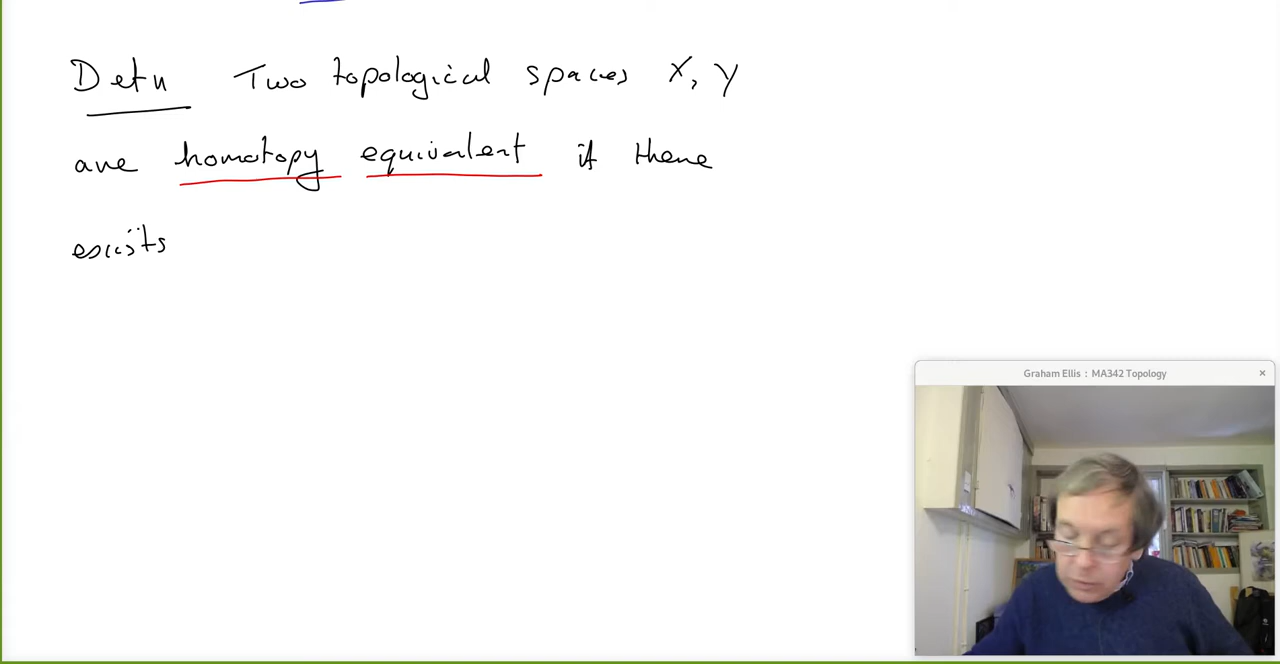 Defn Two topological spaces X, Y
are homotopy equivalent if there
exists
Graham Ellis : MA342 Topology ×